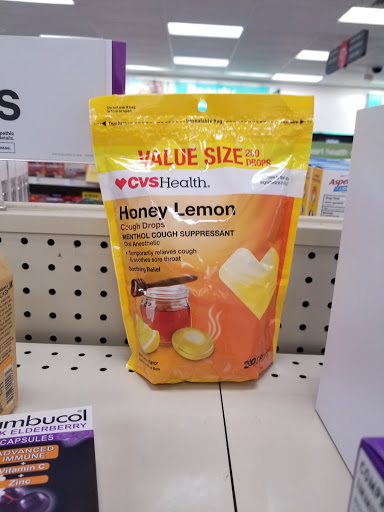 S
VALUE SIZE 200 DROPS
CVSHealth.
Honey Lemon
Cough Drops
MENTHOL COUGH SUPPRESSANT
Oral Anesthetic
• Temporarily relieves cough
& soothes sore throat
Soothing Relief
200
mbucol
ELDERBERRY
CAPSULES
ADVANCED
IMMUNE
+
Vitamin C
+
Zinc